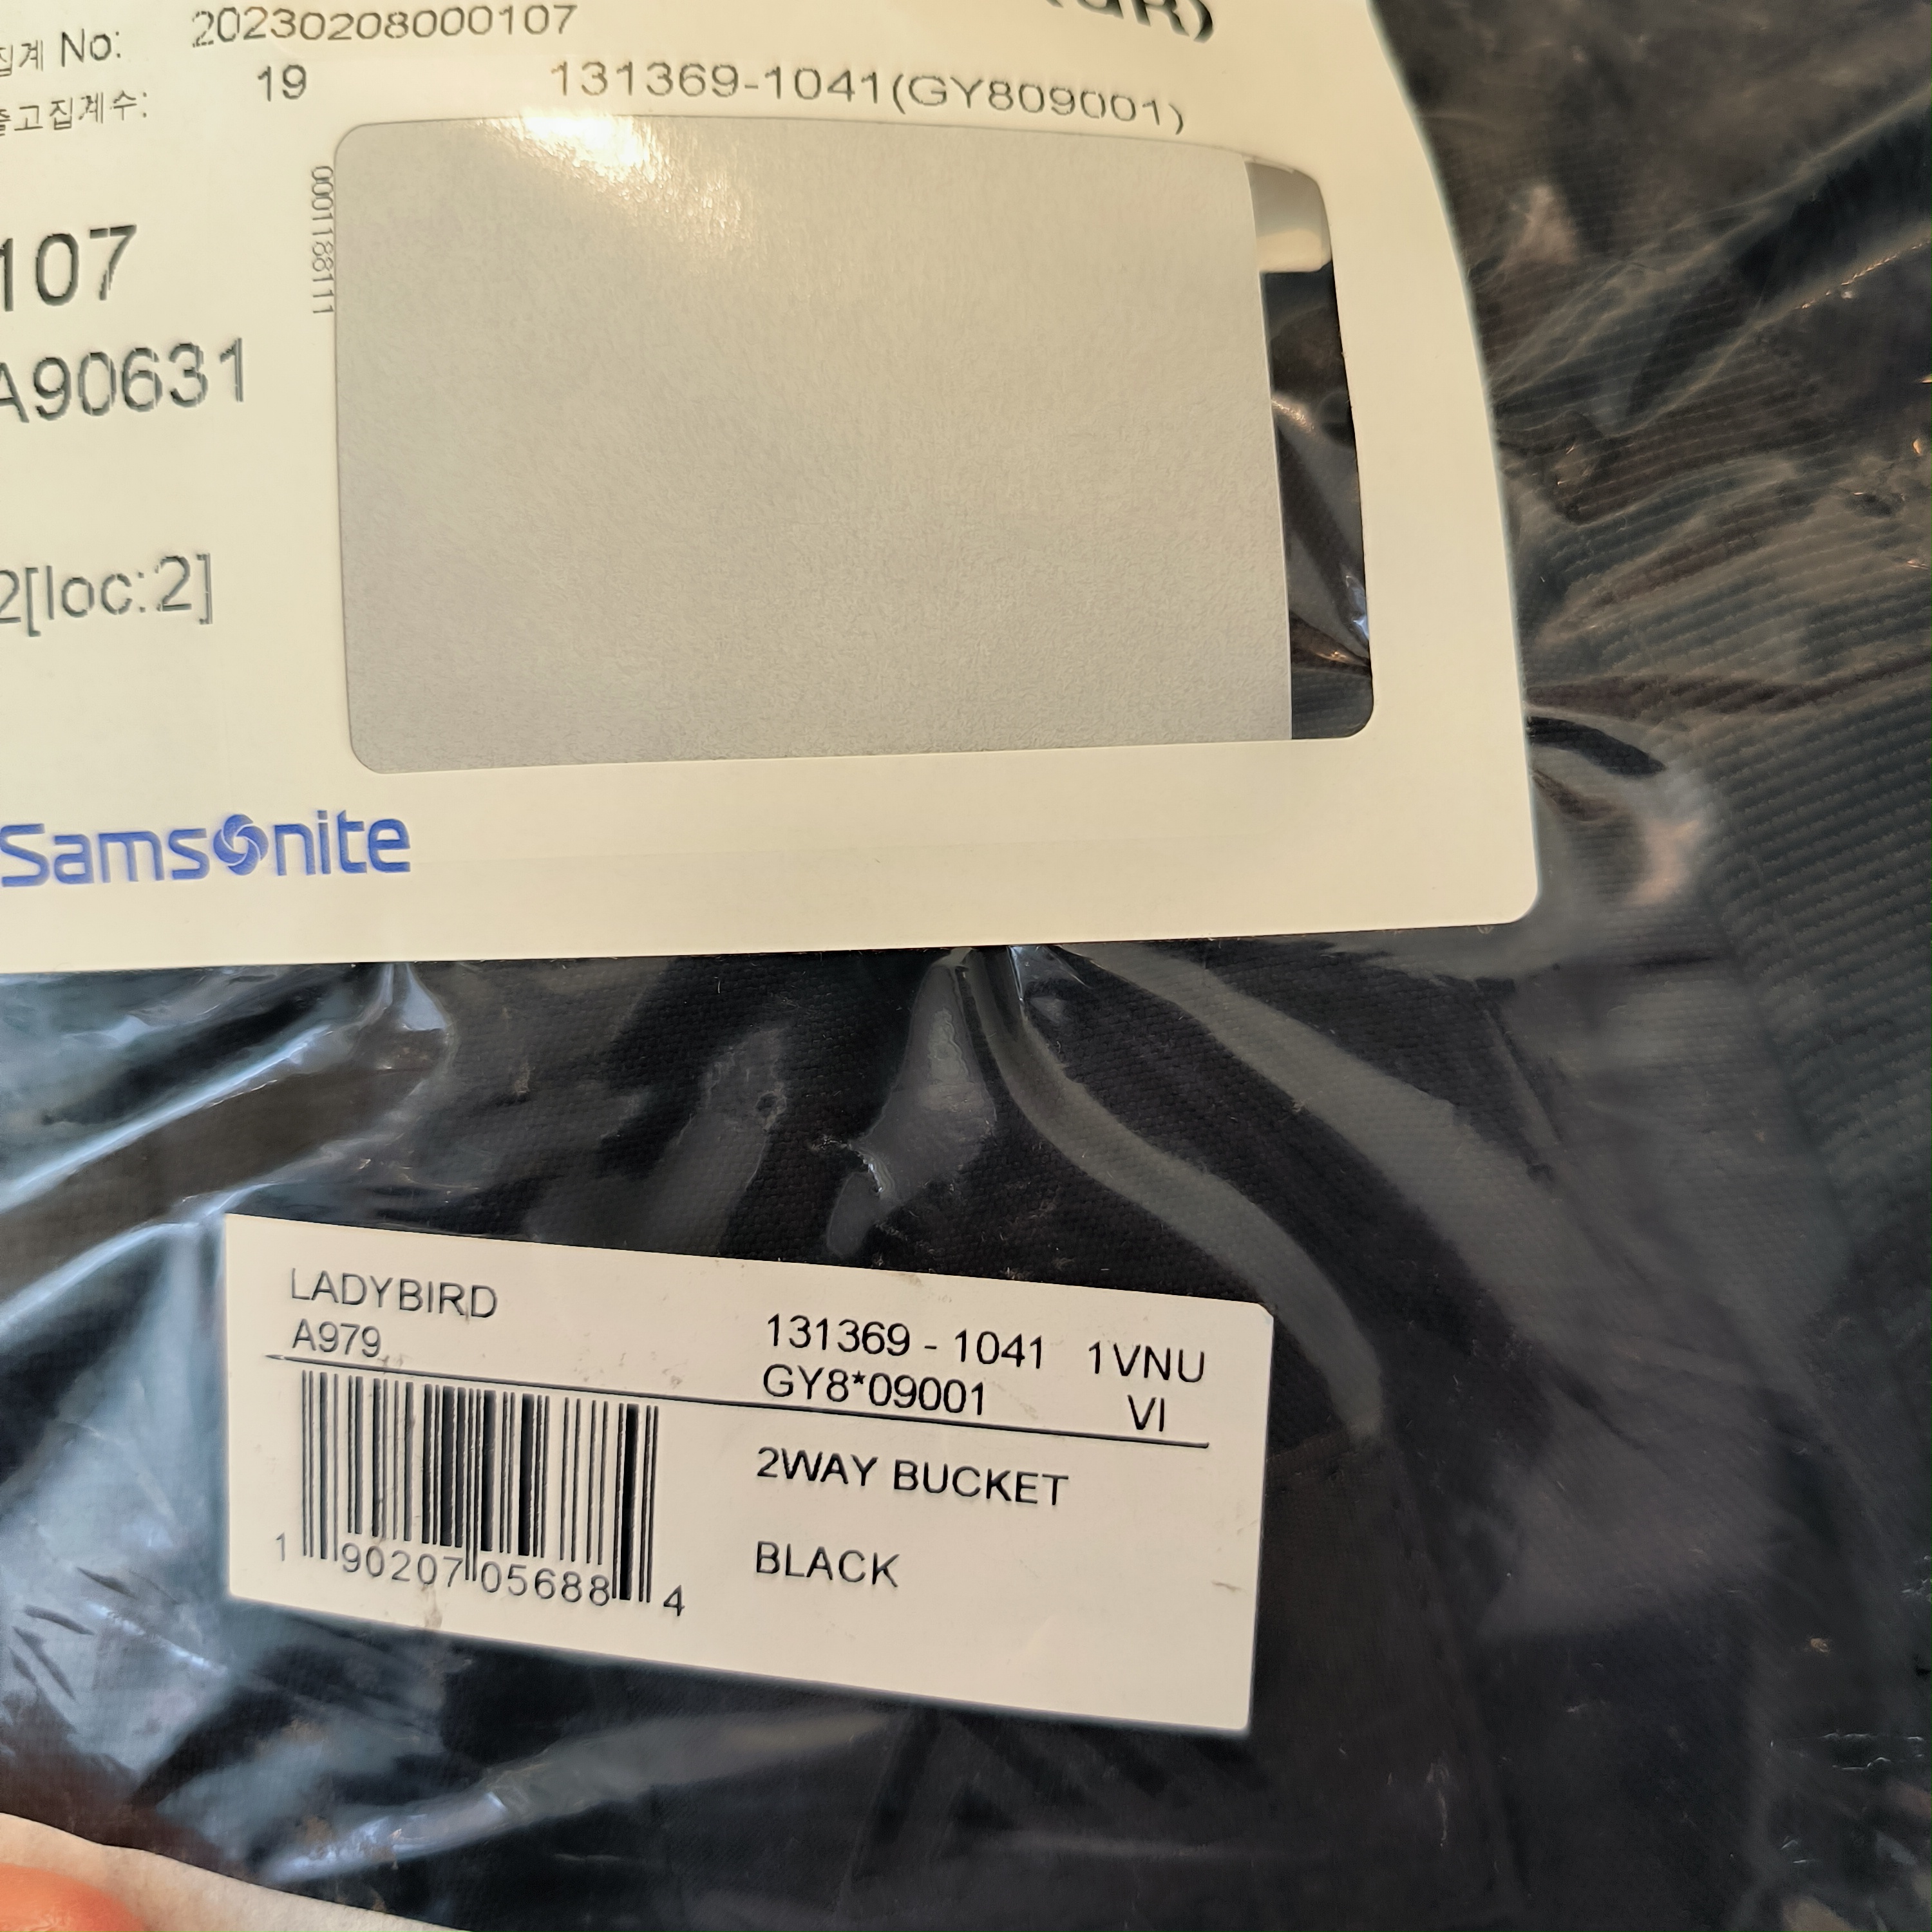 집계 No: 20230208000107
출고집계수: 19 131369-1041(GY809001)
0001188111
107
A90631
2[loc:2]
Samsonite
LADYBIRD
A979
131369 - 1041 1VNU
GY8*09001 VI
2WAY BUCKET
BLACK
1 90207 05688 4